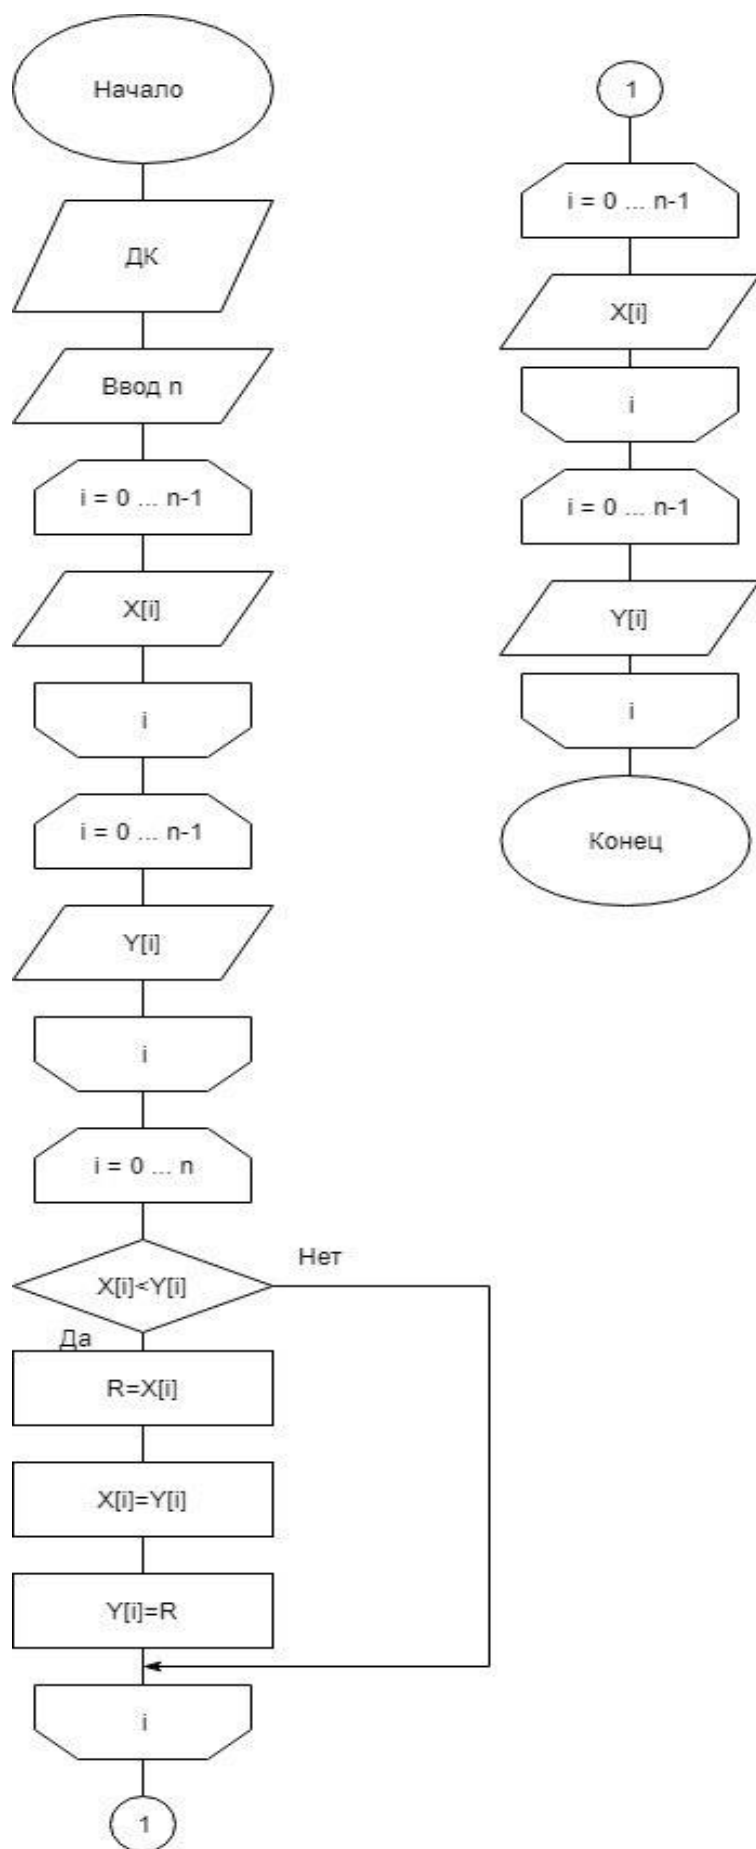 Начало
ДК
Ввод n
i = 0 ... n-1
X[i]
i
i = 0 ... n-1
Y[i]
i
i = 0 ... n
X[i]<Y[i]
Нет
Да
R=X[i]
X[i]=Y[i]
Y[i]=R
i
1
1
i = 0 ... n-1
X[i]
i
i = 0 ... n-1
Y[i]
i
Конец